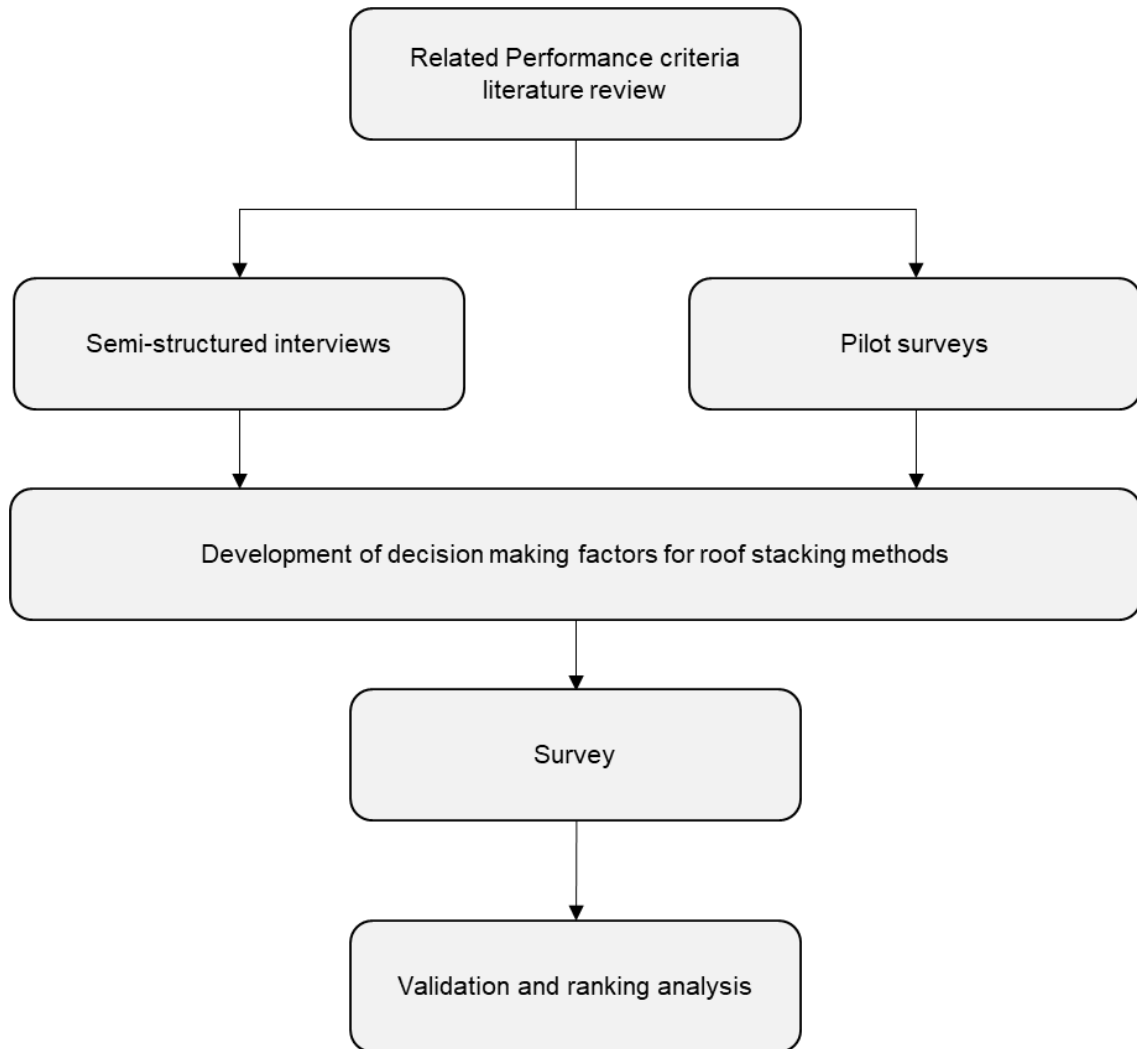 Related Performance criteria
literature review
Semi-structured interviews
Pilot surveys
Development of decision making factors for roof stacking methods
Survey
Validation and ranking analysis